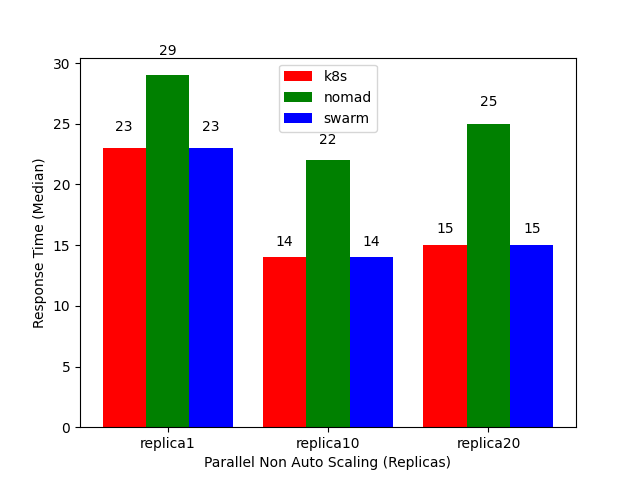 29
30
k8s
nomad
swarm
23
23
25
25
22
20
14
14
15
15
15
10
5
0
replica1
replica10
replica20
Response Time (Median)
Parallel Non Auto Scaling (Replicas)